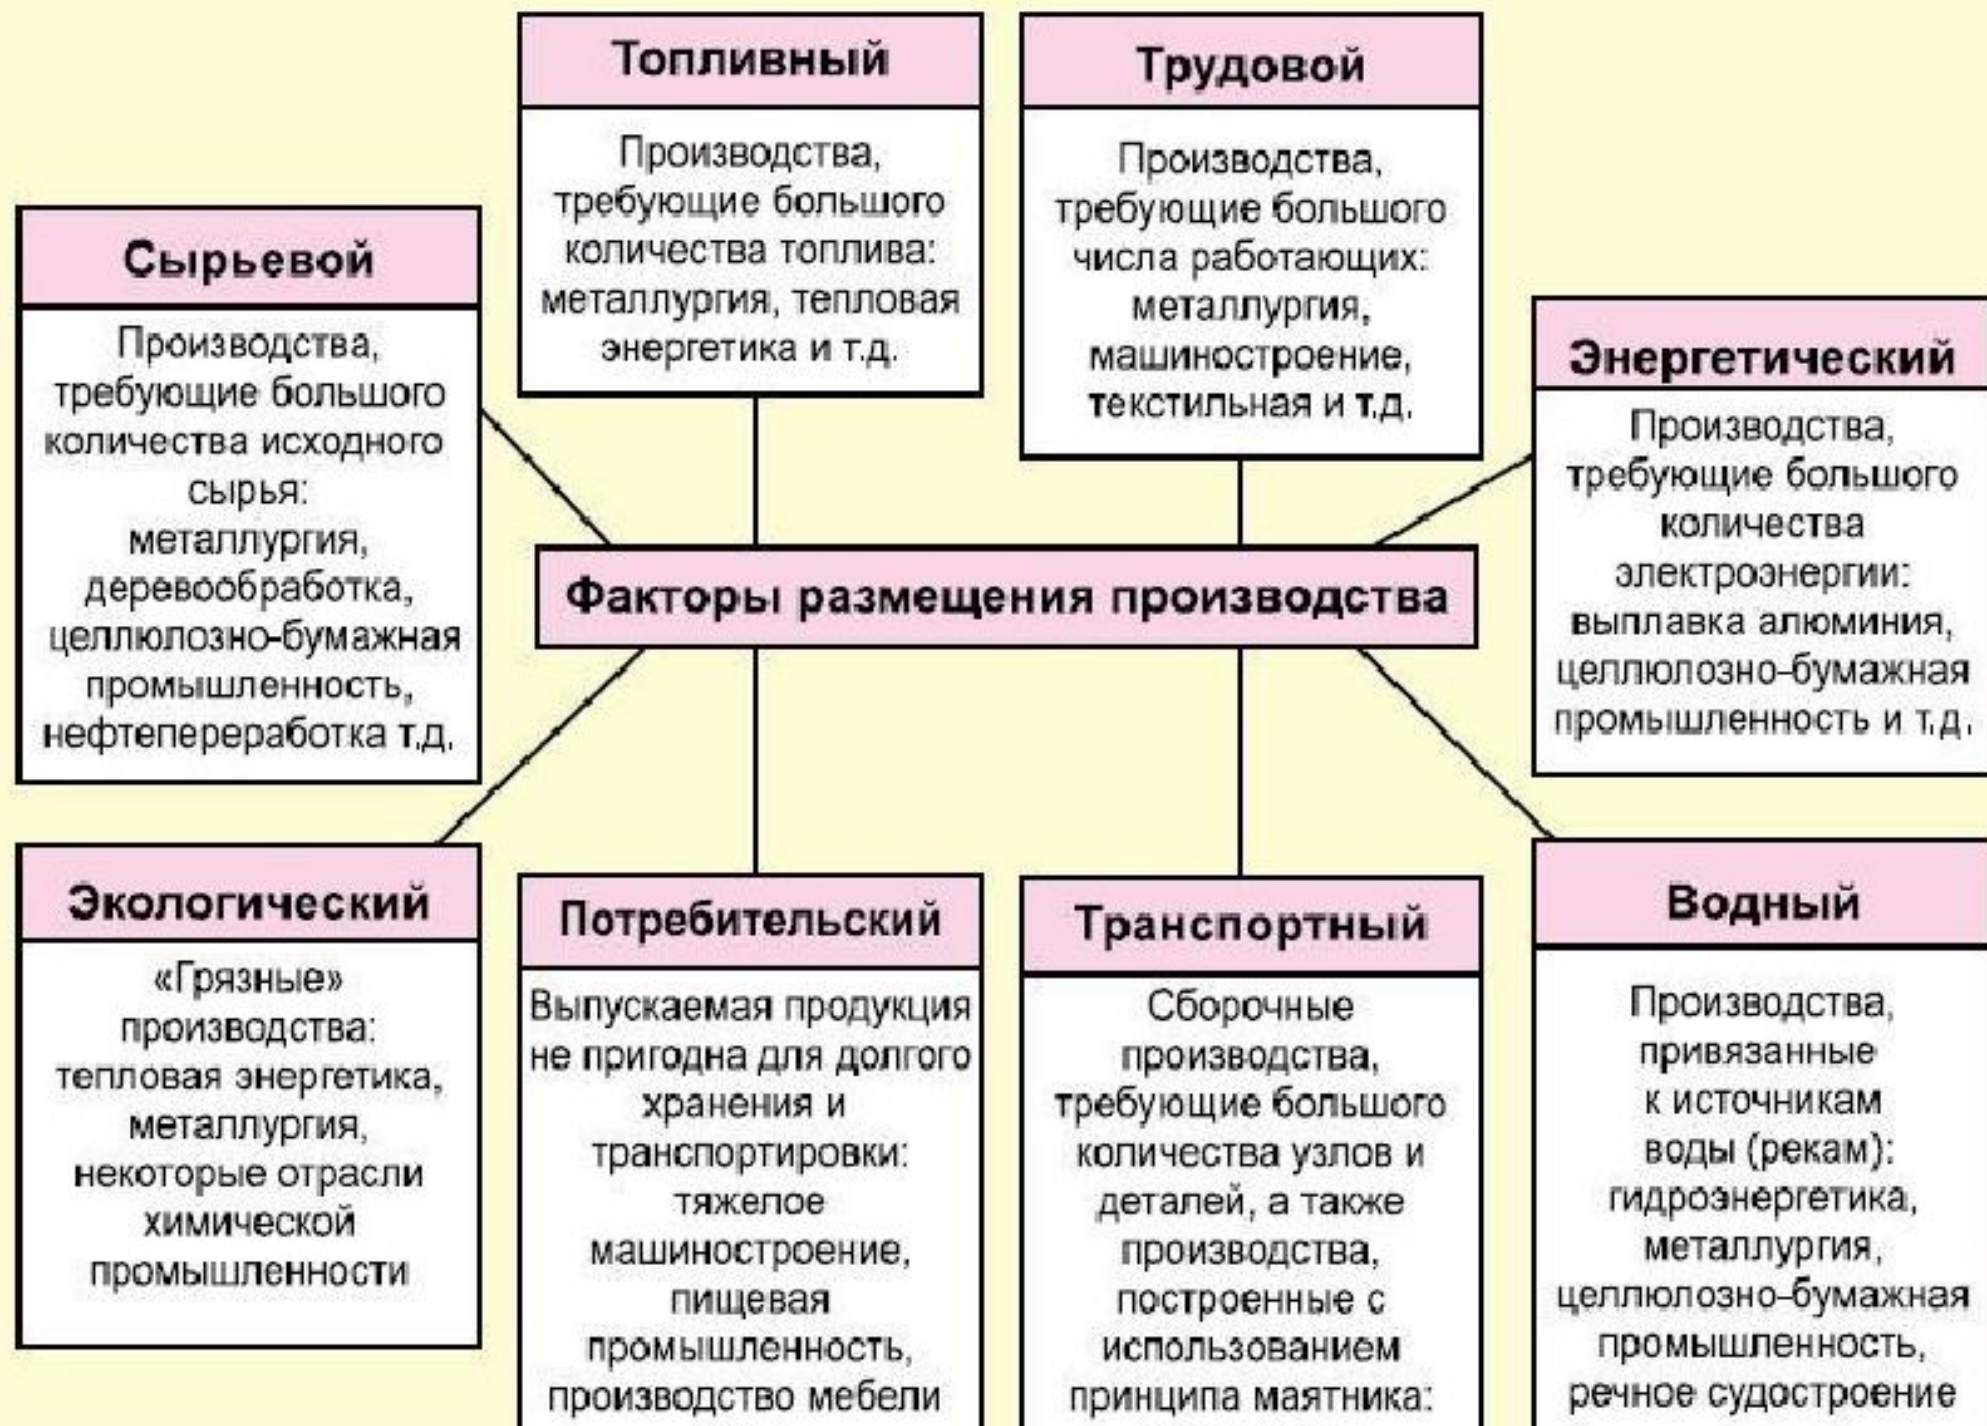 Топливный
Производства,
требующие большого
количества топлива:
металлургия, тепловая
энергетика и т.д.
Трудовой
Производства,
требующие большого
числа работающих:
металлургия,
машиностроение,
текстильная и т.д.
Сырьевой
Производства,
требующие большого
количества исходного
сырья:
металлургия,
деревообработка,
целлюлозно-бумажная
промышленность,
нефтепереработка т.д.
Энергетический
Производства,
требующие большого
количества
электроэнергии:
выплавка алюминия,
целлюлозно-бумажная
промышленность и т.д.
Факторы размещения производства
Экологический
«Грязные»
производства:
тепловая энергетика,
металлургия,
некоторые отрасли
химической
промышленности
Потребительский
Выпускаемая продукция
не пригодна для долгого
хранения и
транспортировки:
тяжелое
машиностроение,
пищевая
промышленность,
производство мебели
Транспортный
Сборочные
производства,
требующие большого
количества узлов и
деталей, а также
производства,
построенные с
использованием
принципа маятника:
Водный
Производства,
привязанные
к источникам
воды (рекам):
гидроэнергетика,
металлургия,
целлюлозно-бумажная
промышленность,
речное судостроение